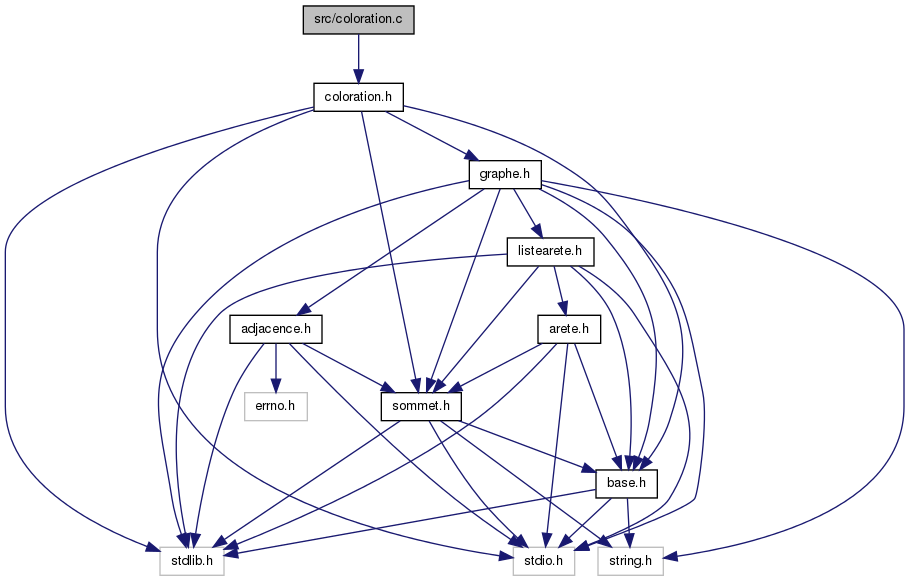 src/coloration.c
coloration.h
graphe.h
listearete.h
adjacence.h
arete.h
errno.h
sommet.h
base.h
stdlib.h
stdio.h
string.h